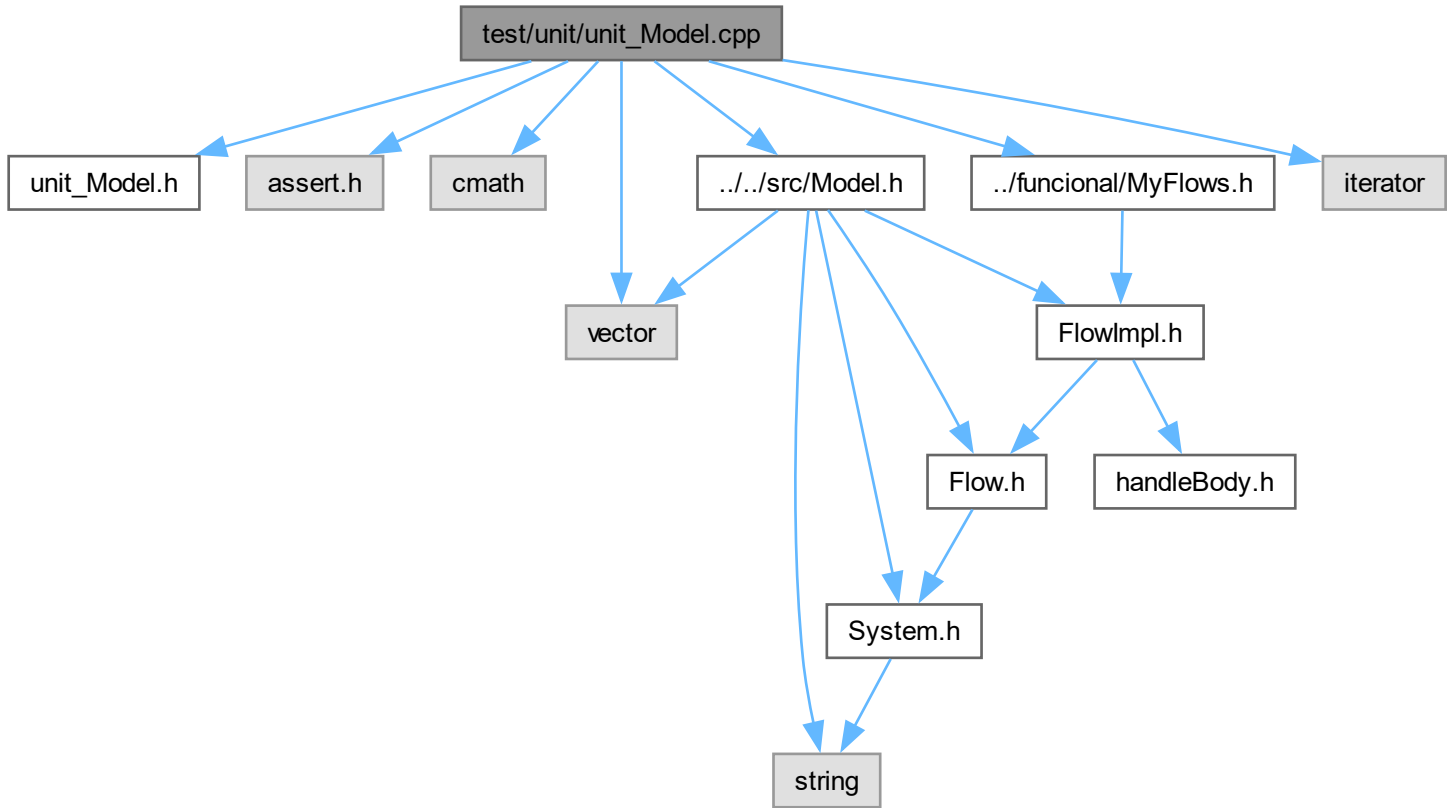 test/unit/unit_Model.cpp
unit_Model.h
assert.h
cmath
../../src/Model.h
../funcional/MyFlows.h
iterator
vector
FlowImpl.h
Flow.h
handleBody.h
System.h
string